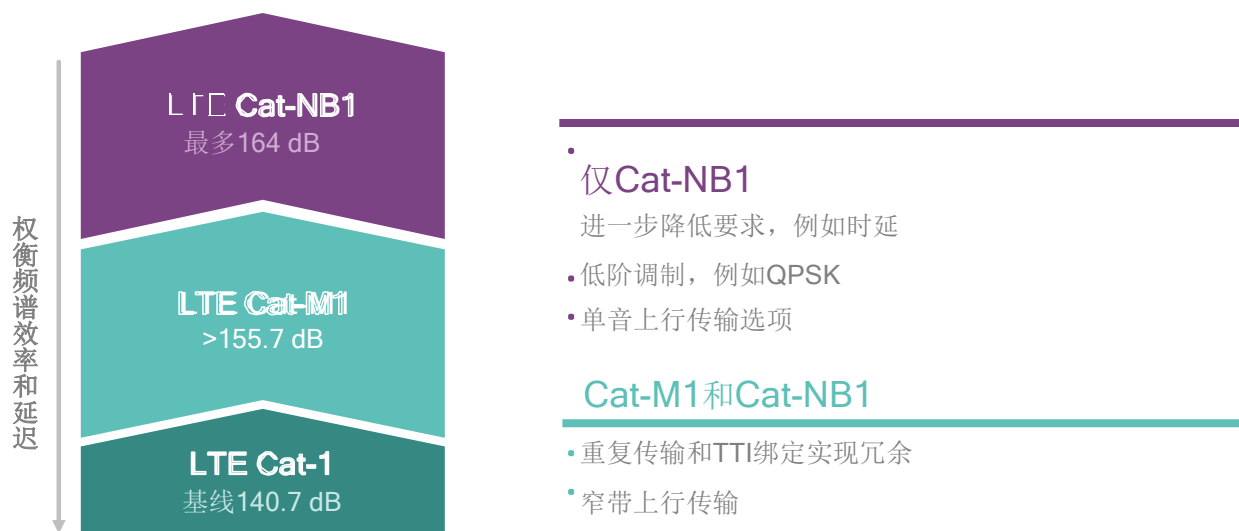 LTE Cat-NB1
最多164 dB
LTE Cat-M1
>155.7 dB
LTE Cat-1
基线140.7 dB
权衡频谱效率和延迟
仅Cat-NB1
进一步降低要求，例如时延
低阶调制，例如QPSK
单音上行传输选项
Cat-M1和Cat-NB1
重复传输和TTI绑定实现冗余
窄带上行传输